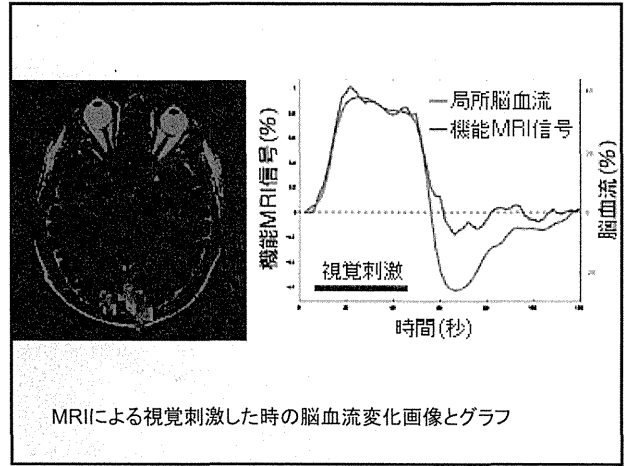 局所脳血流
機能MRI信号
機能MRI信号(%)
脳血流(%)
視覚刺激
時間(秒)
MRIによる視覚刺激した時の脳血流変化画像とグラフ